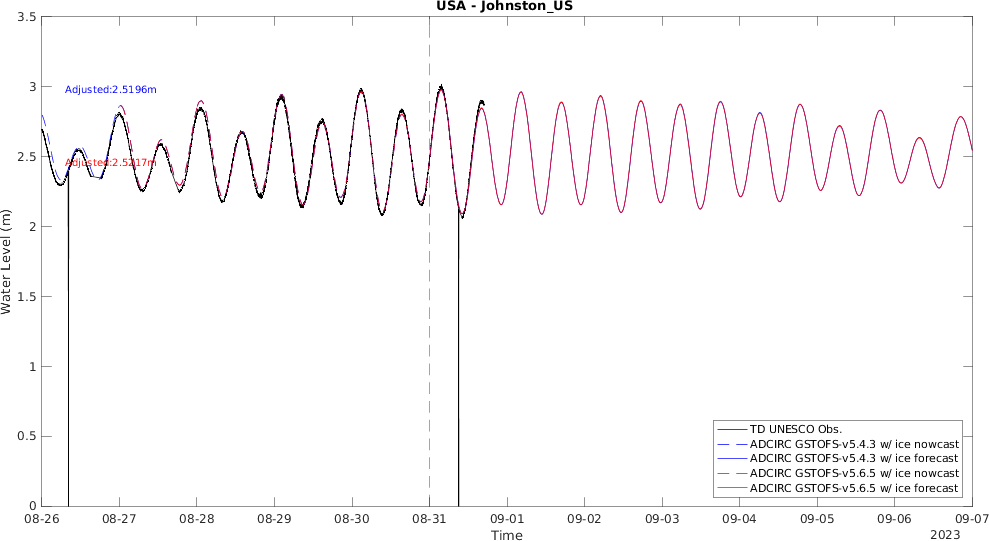 USA - Johnston_US
3.5
3
2.5
2
1.5
1
0.5
0
Water Level (m)
Adjusted:2.5196m
Adjusted:2.5217m
TD UNESCO Obs.
ADCIRC GSTOFS-v5.4.3 w/ ice nowcast
ADCIRC GSTOFS-v5.4.3 w/ ice forecast
ADCIRC GSTOFS-v5.6.5 w/ ice nowcast
ADCIRC GSTOFS-v5.6.5 w/ ice forecast
08-26 08-27 08-28 08-29 08-30 08-31 09-01 09-02 09-03 09-04 09-05 09-06 09-07
Time
2023